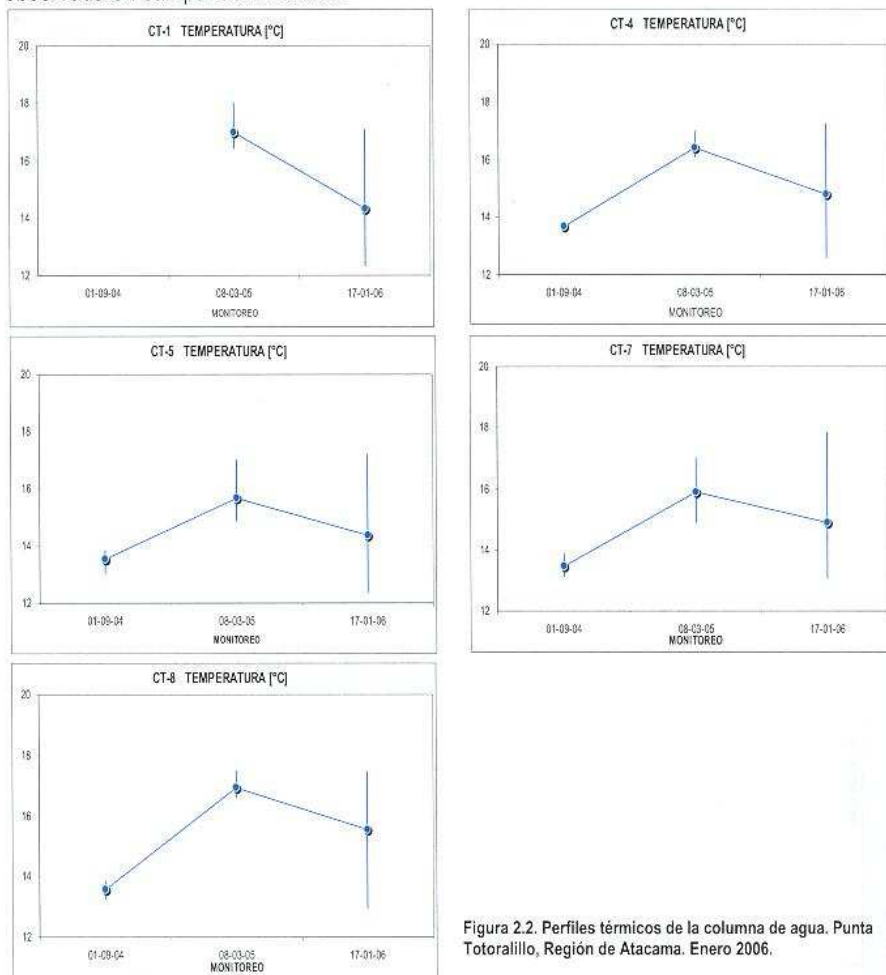 CT-1 TEMPERATURA [°C]
20
18
16
14
12
01-09-04 08-03-05 17-01-06
MONITOREO
CT-4 TEMPERATURA [°C]
20
18
16
14
12
01-09-04 08-03-05 17-01-06
MONITOREO
CT-5 TEMPERATURA [°C]
20
18
16
14
12
01-09-04 08-03-05 17-01-06
MONITOREO
CT-7 TEMPERATURA [°C]
20
18
16
14
12
01-09-04 08-03-05 17-01-06
MONITOREO
CT-8 TEMPERATURA [°C]
20
18
16
14
12
01-09-04 08-03-05 17-01-06
MONITOREO
Figura 2.2. Perfiles térmicos de la columna de agua. Punta
Totoralillo, Región de Atacama. Enero 2006.